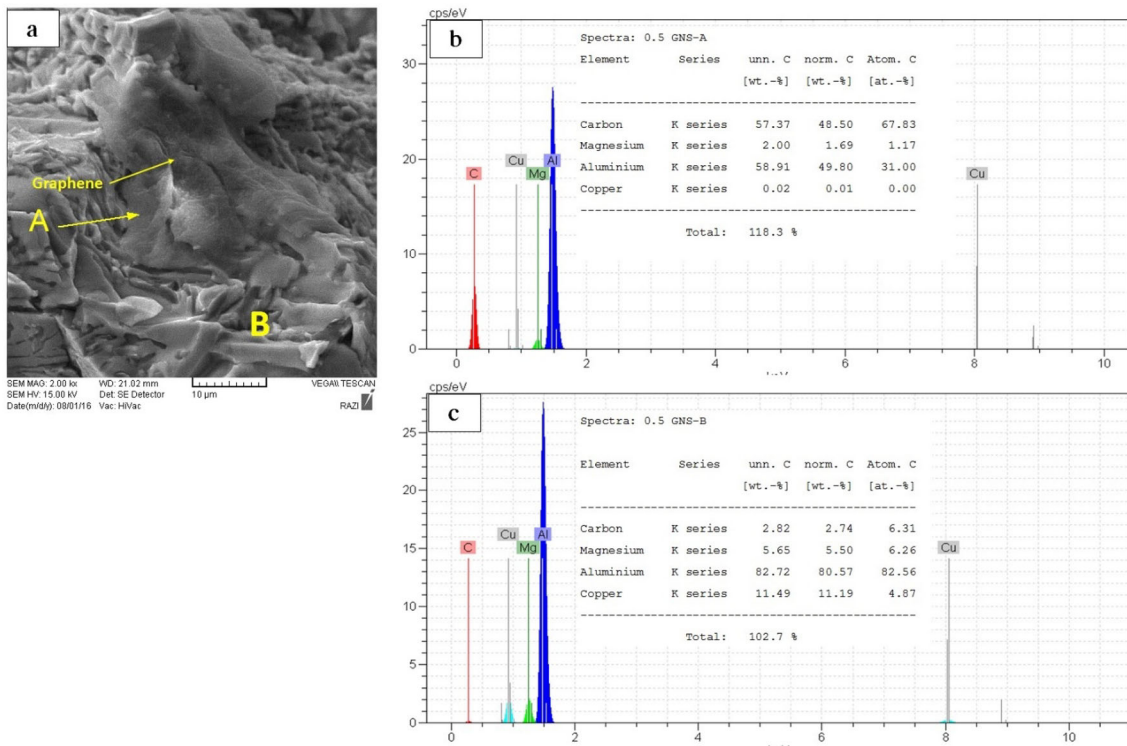 a
Graphene
A
B
SEM MAG: 2.00 kx WD: 21.02 mm VEGA\\ TESCAN
SEM HV: 15.00 kV Det: SE Detector 10 µm
Date(m/d/y): 08/01/16 Vac: HiVac RAZI
b
cps/eV
30
20
10
0
0 2 4 6 8 10
C Cu Mg Al Cu
Spectra: 0.5 GNS-A
Element Series unn. C norm. C Atom. C
[wt.-%] [wt.-%] [at.-%]
Carbon K series 57.37 48.50 67.83
Magnesium K series 2.00 1.69 1.17
Aluminium K series 58.91 49.80 31.00
Copper K series 0.02 0.01 0.00
Total: 118.3 %
c
cps/eV
25
20
15
10
5
0
0 2 4 6 8 10
C Cu Mg Al Cu
Spectra: 0.5 GNS-B
Element Series unn. C norm. C Atom. C
[wt.-%] [wt.-%] [at.-%]
Carbon K series 2.82 2.74 6.31
Magnesium K series 5.65 5.50 6.26
Aluminium K series 82.72 80.57 82.56
Copper K series 11.49 11.19 4.87
Total: 102.7 %